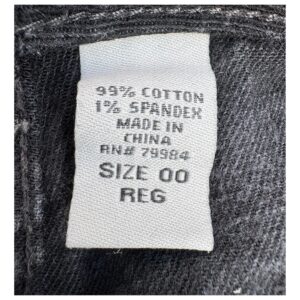 99% COTTON
1% SPANDEX
MADE IN
CHINA
RN# 79984
SIZE 00
REG